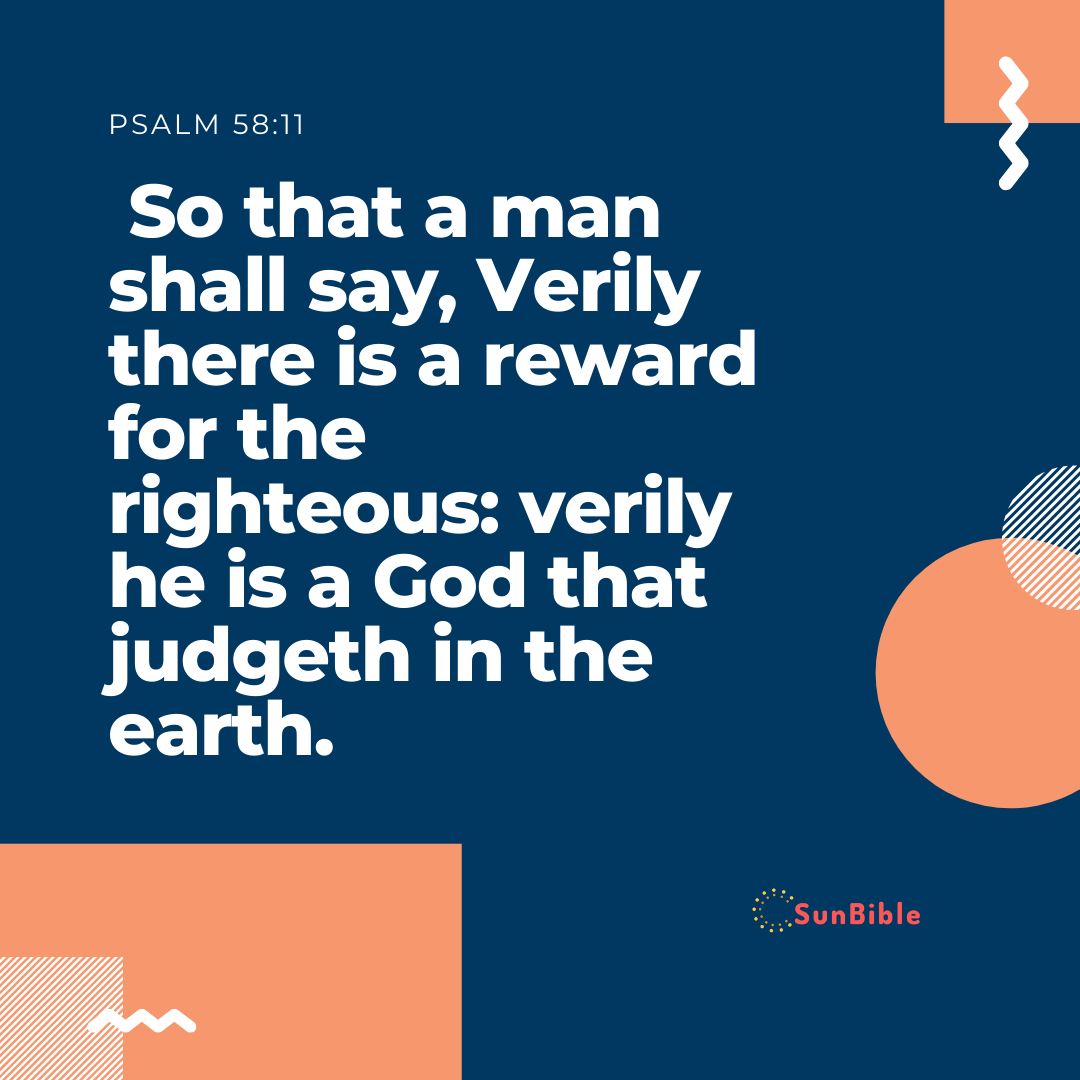 PSALM 58:11
So that a man
shall say, Verily
there is a reward
for the
righteous: verily
he is a God that
judgeth in the
earth.
SunBible